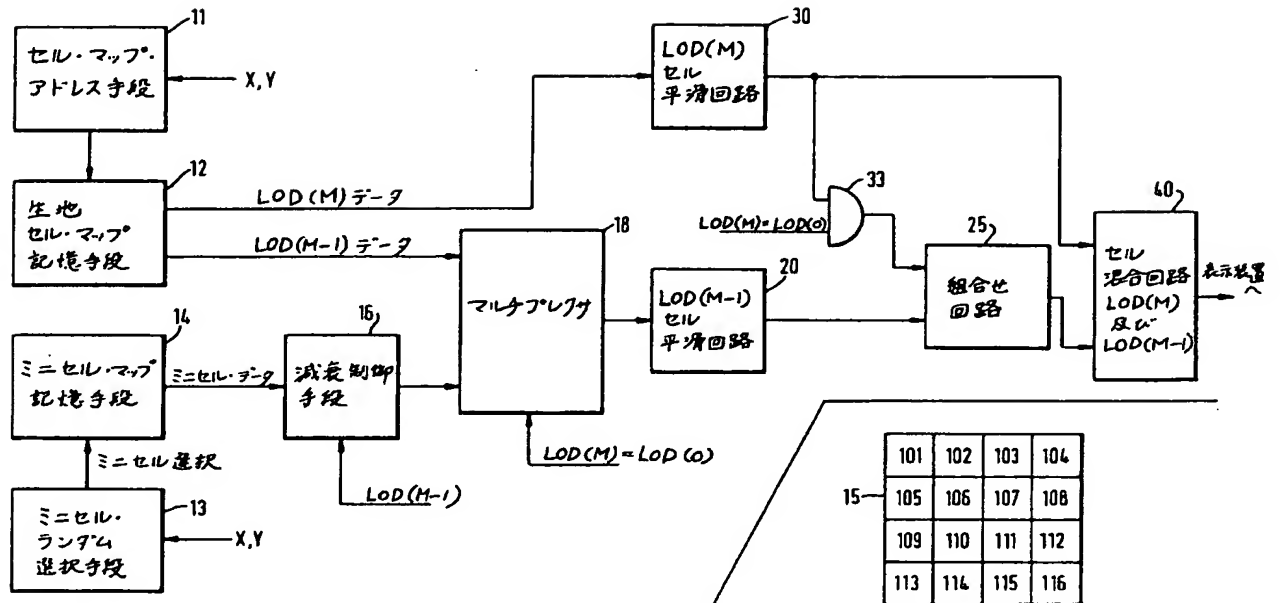 11
セル・マップ・
アドレス手段
X,Y
12
生地
セル・マップ
記憶手段
LOD(M)データ
LOD(M-1)データ
14
ミニセル・マップ
記憶手段
ミニセル・データ
ミニセル選択
13
ミニセル・
ランダム
選択手段
X,Y
16
減衰制御
手段
LOD(M-1)
18
マルチプレクサ
LOD(M)=LOD(0)
30
LOD(M)
セル
平滑回路
33
LOD(M)=LOD(0)
20
LOD(M-1)
セル
平滑回路
25
組合せ
回路
40
セル
混合回路
LOD(M)
及び
LOD(M-1)
表示装置
へ
15
101 102 103 104
105 106 107 108
109 110 111 112
113 114 115 116